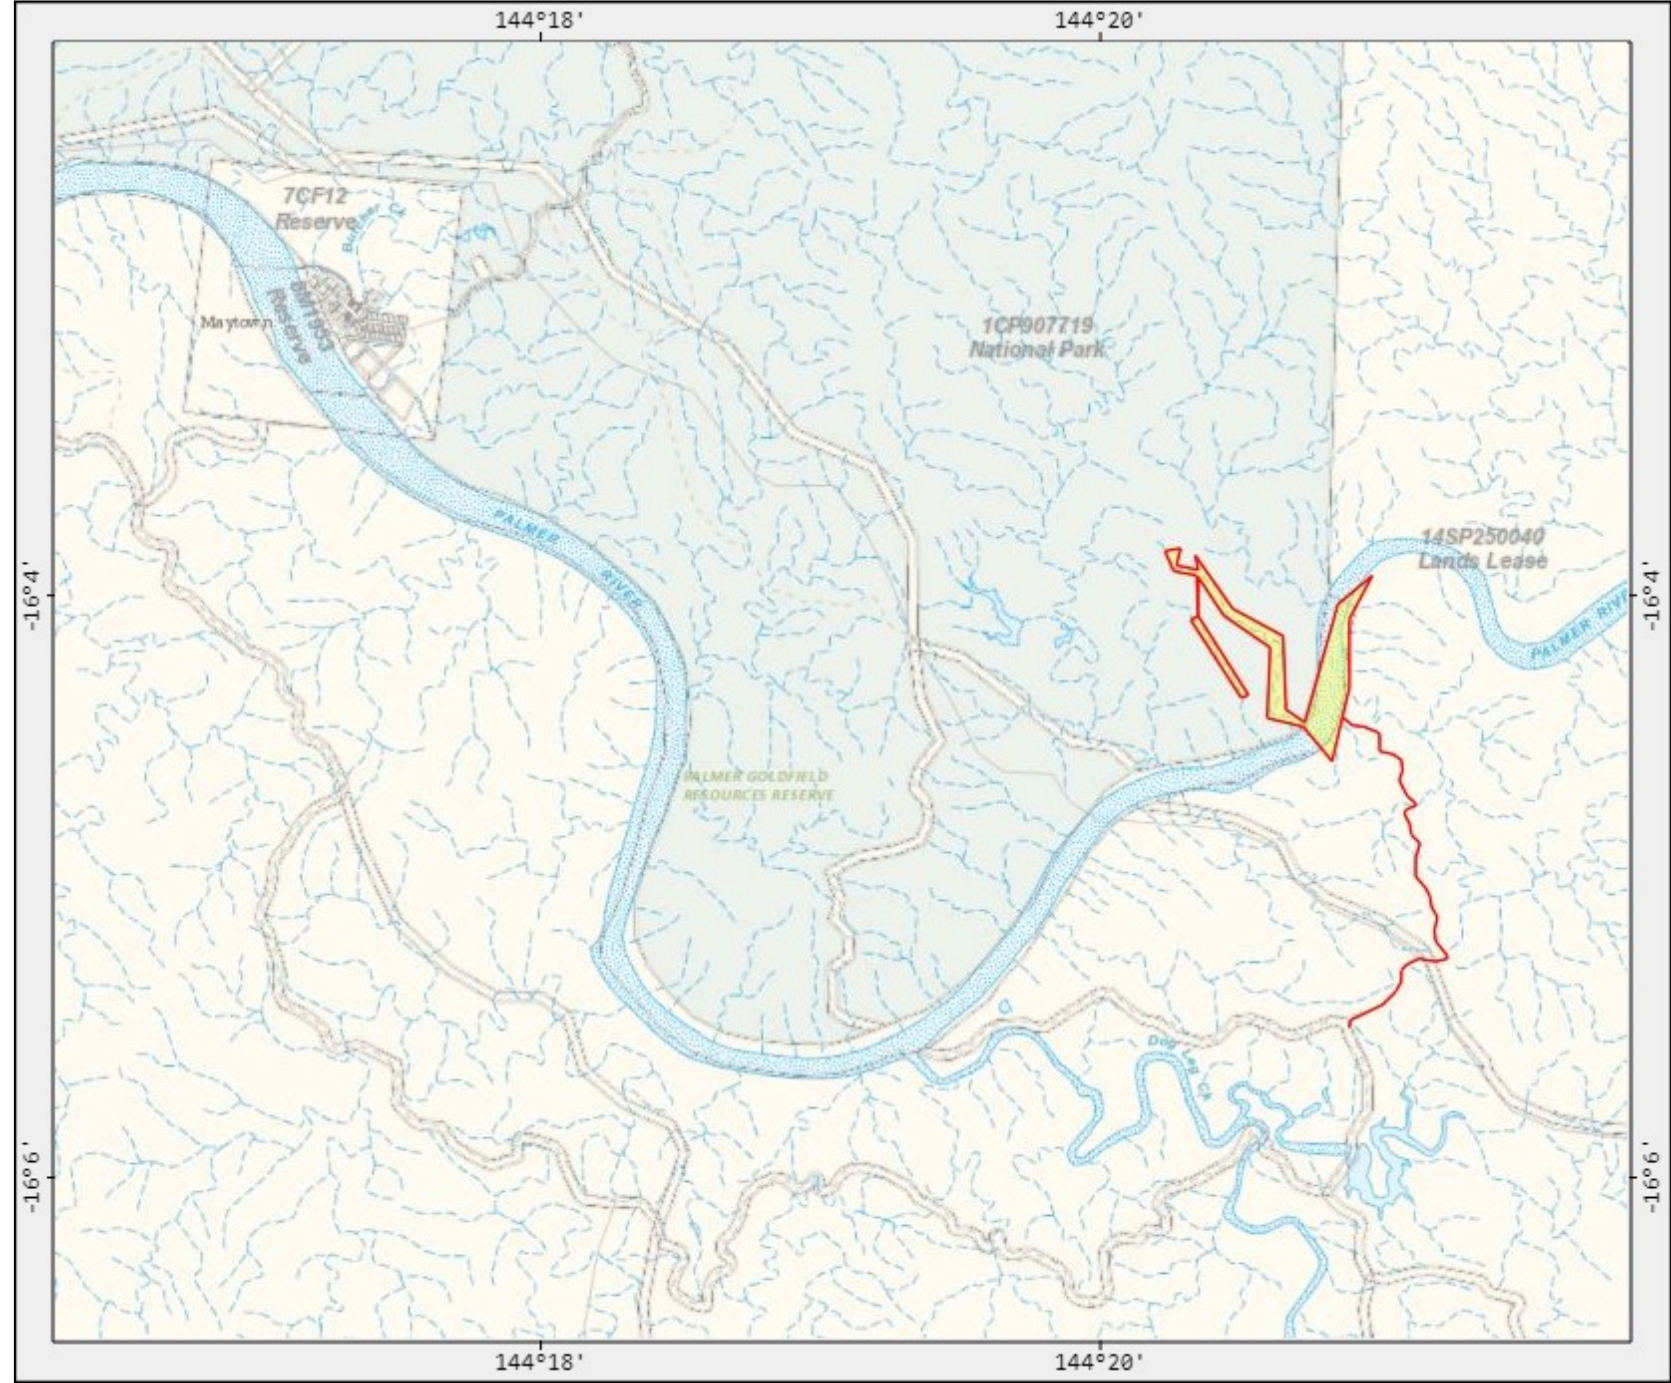 144°18'
144°20'
7CF12
Reserve
Reserve
Maytown
1CP907719
National Park
14SP250040
Lands Lease
-16°4'
-16°4'
PALMER
RIVER
PALMER
PALMER GOLDFIELD
RESOURCES RESERVE
Dog Leg Ck
-16°6'
-16°6'
144°18'
144°20'